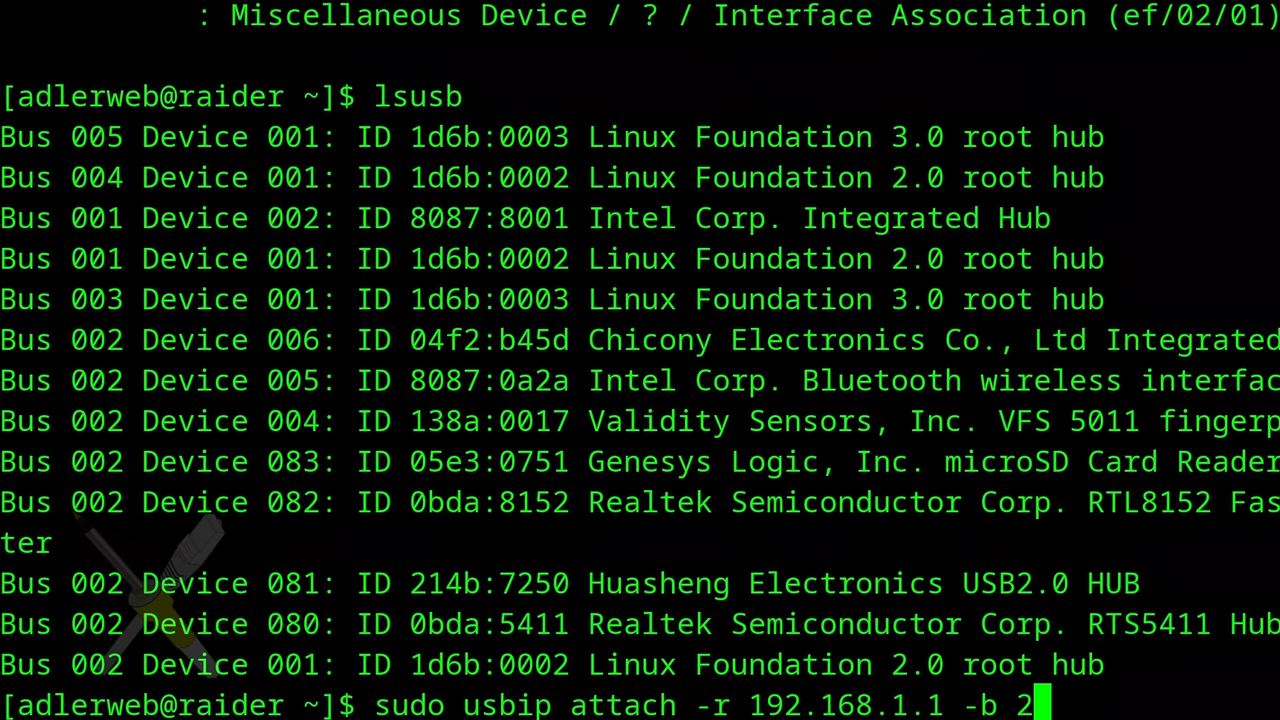 : Miscellaneous Device / ? / Interface Association (ef/02/01)
[adlerweb@raider ~]$ lsusb
Bus 005 Device 001: ID 1d6b:0003 Linux Foundation 3.0 root hub
Bus 004 Device 001: ID 1d6b:0002 Linux Foundation 2.0 root hub
Bus 001 Device 002: ID 8087:8001 Intel Corp. Integrated Hub
Bus 001 Device 001: ID 1d6b:0002 Linux Foundation 2.0 root hub
Bus 003 Device 001: ID 1d6b:0003 Linux Foundation 3.0 root hub
Bus 002 Device 006: ID 04f2:b45d Chicony Electronics Co., Ltd Integrated
Bus 002 Device 005: ID 8087:0a2a Intel Corp. Bluetooth wireless interfac
Bus 002 Device 004: ID 138a:0017 Validity Sensors, Inc. VFS 5011 fingerp
Bus 002 Device 083: ID 05e3:0751 Genesys Logic, Inc. microSD Card Reader
Bus 002 Device 082: ID 0bda:8152 Realtek Semiconductor Corp. RTL8152 Fas
ter
Bus 002 Device 081: ID 214b:7250 Huasheng Electronics USB2.0 HUB
Bus 002 Device 080: ID 0bda:5411 Realtek Semiconductor Corp. RTS5411 Hub
Bus 002 Device 001: ID 1d6b:0002 Linux Foundation 2.0 root hub
[adlerweb@raider ~]$ sudo usbip attach -r 192.168.1.1 -b 2